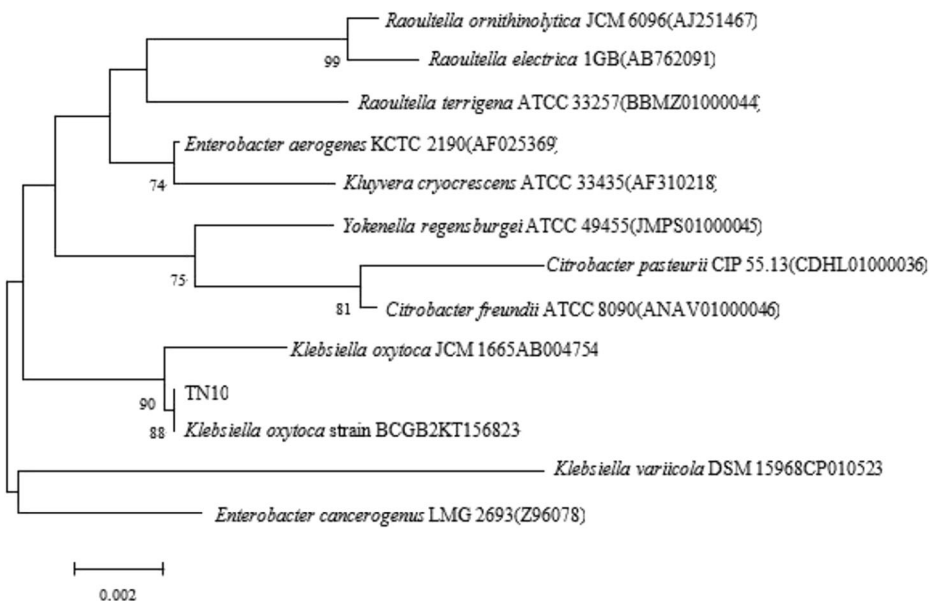 Raoultella ornithinolytica JCM 6096(AJ251467)
99
Raoultella electrica 1GB(AB762091)
Raoultella terrigena ATCC 33257(BBMZ01000044)
Enterobacter aerogenes KCTC 2190(AF025369)
74
Kluyvera cryocrescens ATCC 33435(AF310218)
Yokenella regensburgei ATCC 49455(JMPS01000045)
75
Citrobacter pasteurii CIP 55.13(CDHL01000036)
81
Citrobacter freundii ATCC 8090(ANAV01000046)
Klebsiella oxytoca JCM 1665AB004754
90
TN10
88
Klebsiella oxytoca strain BCGB2KT156823
Klebsiella variicola DSM 15968CP010523
Enterobacter cancerogenus LMG 2693(Z96078)
0.002